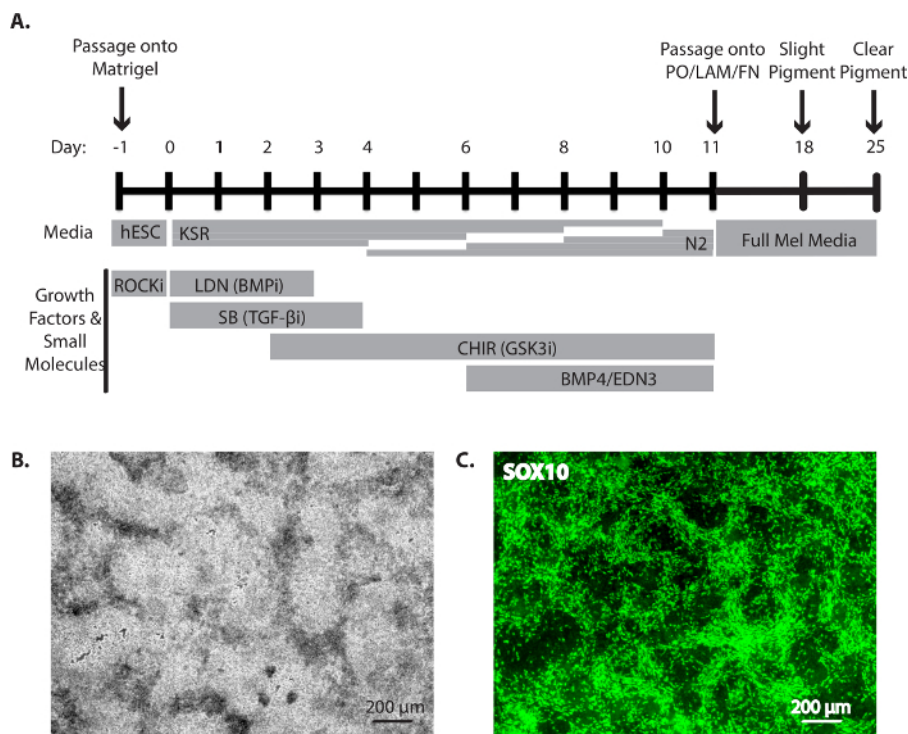 A.
Passage onto
Matrigel
Passage onto
PO/LAM/FN
Slight
Pigment
Clear
Pigment
Day: -1 0 1 2 3 4 6 8 10 11 18 25
Media hESC KSR N2 Full Mel Media
Growth
Factors &
Small
Molecules
ROCKi LDN (BMPi)
SB (TGF-βi)
CHIR (GSK3i)
BMP4/EDN3
B.
200 µm
C.
SOX10
200 µm